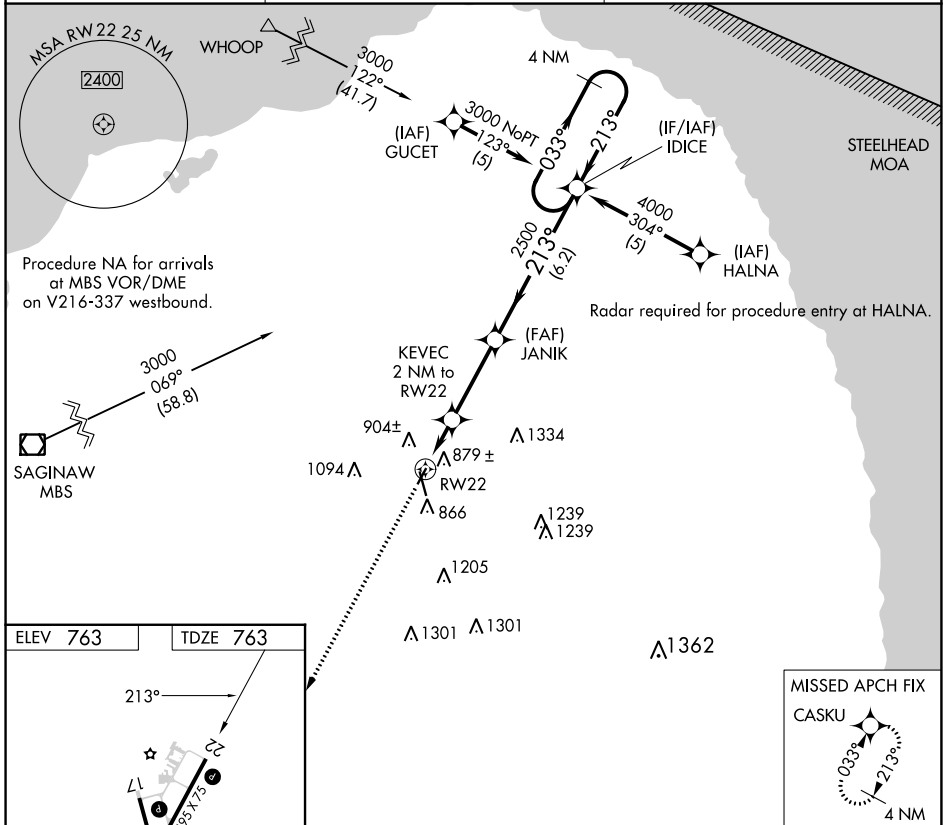 MSA RW22 25 NM
2400
WHOOP
3000
122°
(41.7)
4 NM
(IAF)
GUCET
3000 NoPT
123°
(5)
033°
213°
(IF/IAF)
IDICE
STEELHEAD
MOA
4000
304°
(5)
(IAF)
HALNA
2500
213°
(6.2)
Procedure NA for arrivals
at MBS VOR/DME
on V216-337 westbound.
Radar required for procedure entry at HALNA.
(FAF)
JANIK
KEVEC
2 NM to
RW22
3000
069°
(58.8)
SAGINAW
MBS
904±
1334
1094
879 ±
RW22
866
1239
1239
1205
1301
1301
1362
ELEV 763
TDZE 763
213°
22
17
P
P
95 X 75
MISSED APCH FIX
CASKU
033°
213°
4 NM